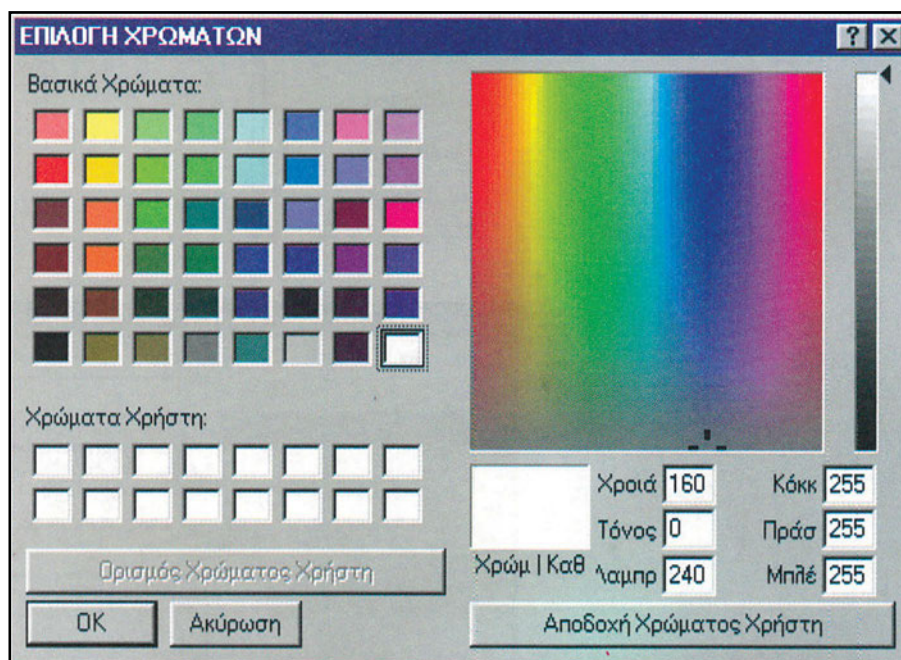 ΕΠΙΛΟΓΗ ΧΡΩΜΑΤΩΝ
Βασικά Χρώματα:
Χρώματα Χρήστη:
Ορισμός Χρώματος Χρήστη
OK Ακύρωση
Χρώμ | Καθ
Χροιά 160 Κόκκ 255
Τόνος 0 Πράσ 255
Λαμπρ 240 Μπλέ 255
Αποδοχή Χρώματος Χρήστη